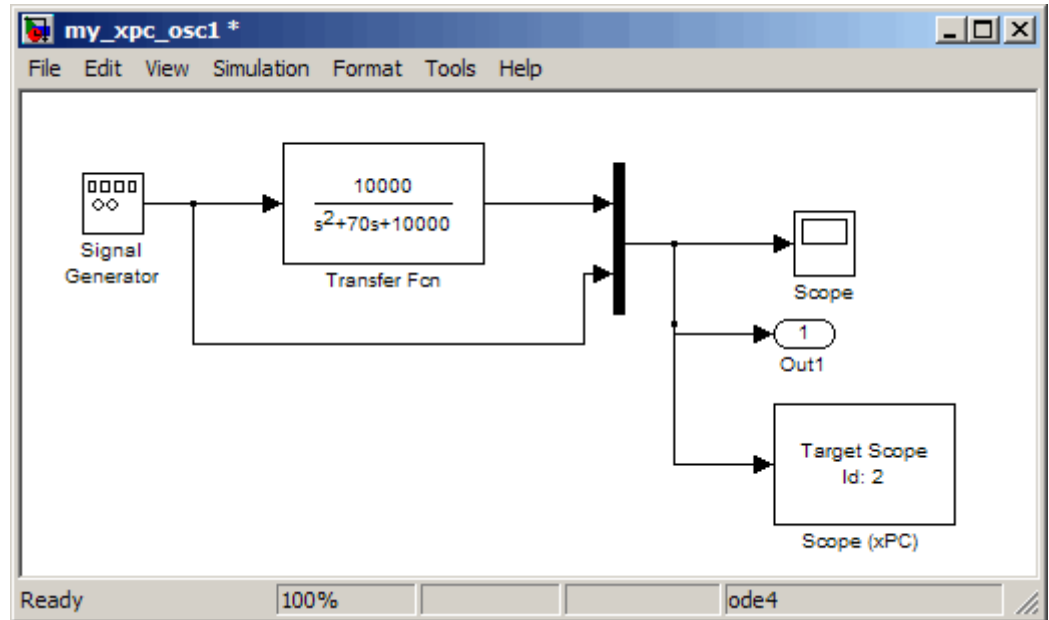 my_xpc_osc1 *
File Edit View Simulation Format Tools Help
Signal
Generator
10000
s²+70s+10000
Transfer Fcn
Scope
1
Out1
Target Scope
Id: 2
Scope (xPC)
Ready 100% ode4